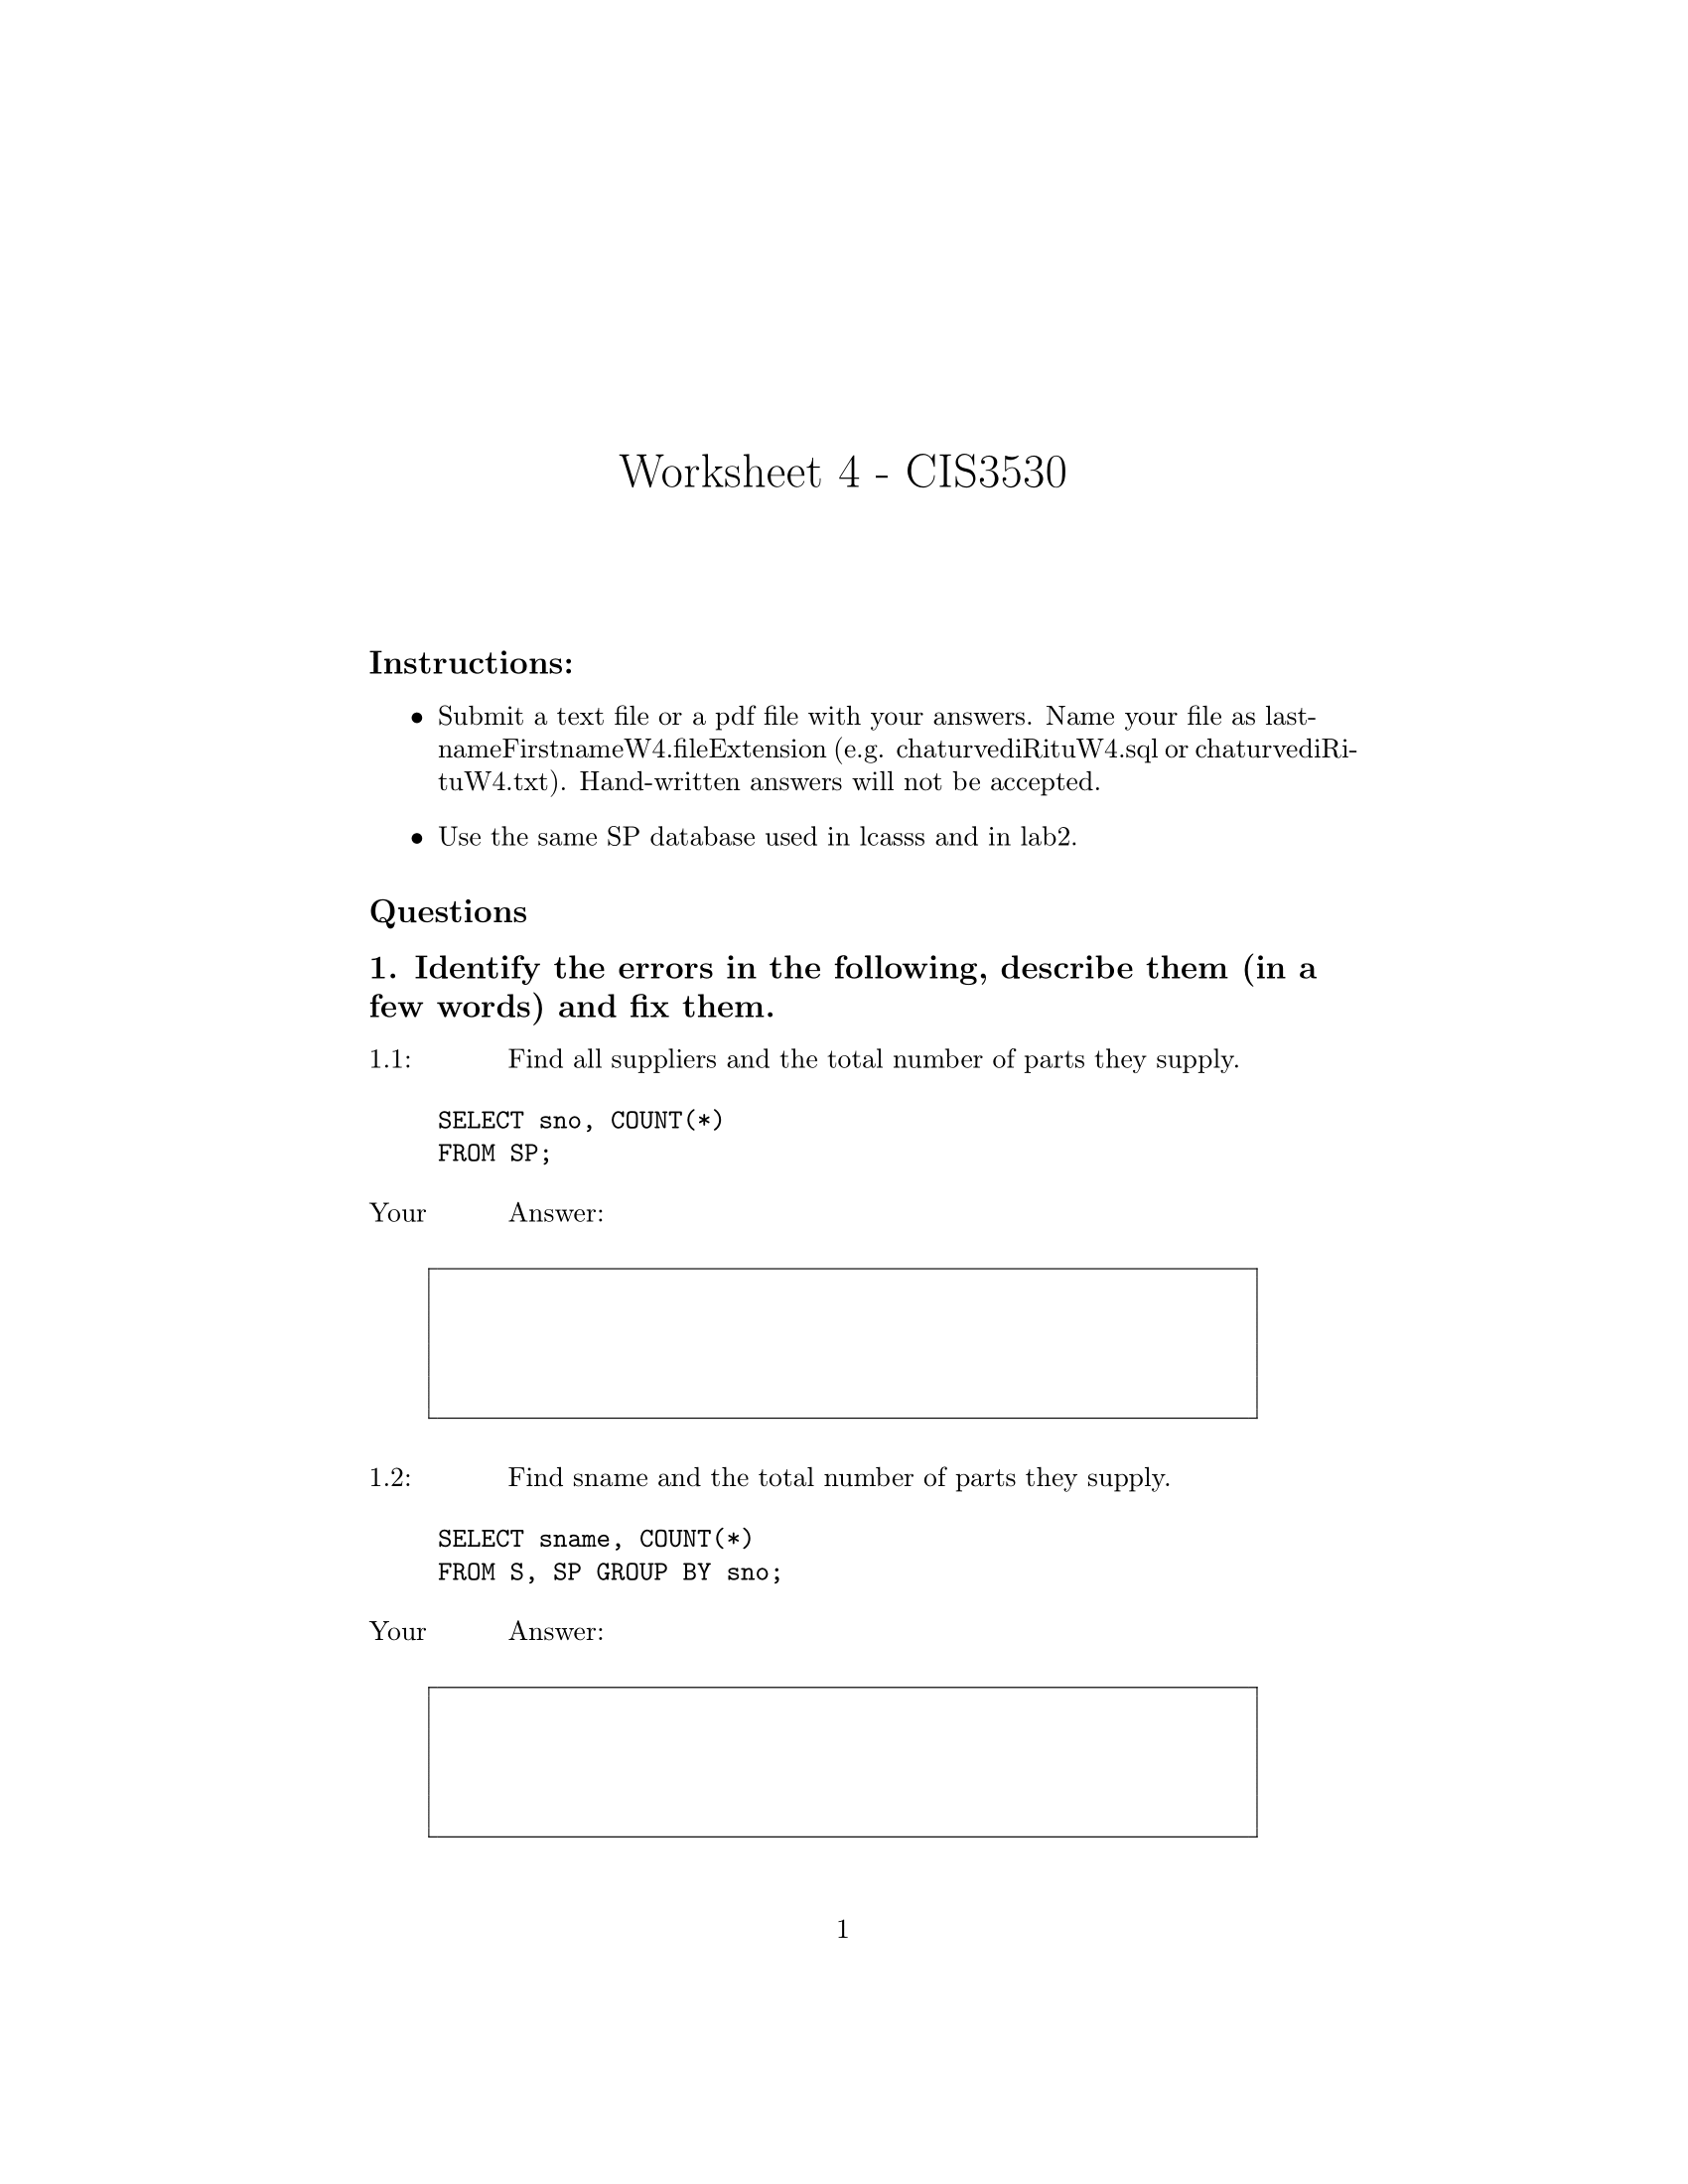 Worksheet 4 - CIS3530
Instructions:
• Submit a text file or a pdf file with your answers. Name your file as last-
nameFirstnameW4.fileExtension (e.g. chaturvediRituW4.sql or chaturvediRi-
tuW4.txt). Hand-written answers will not be accepted.
• Use the same SP database used in lcasss and in lab2.
Questions
1. Identify the errors in the following, describe them (in a
few words) and fix them.
1.1: Find all suppliers and the total number of parts they supply.
SELECT sno, COUNT(*)
FROM SP;
Your Answer:
1.2: Find sname and the total number of parts they supply.
SELECT sname, COUNT(*)
FROM S, SP GROUP BY sno;
Your Answer:
1